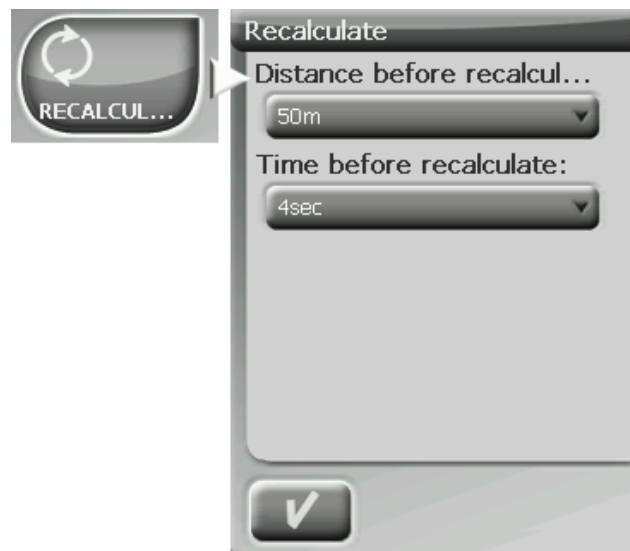 RECALCUL...
Recalculate
Distance before recalcul...
50m
Time before recalculate:
4sec